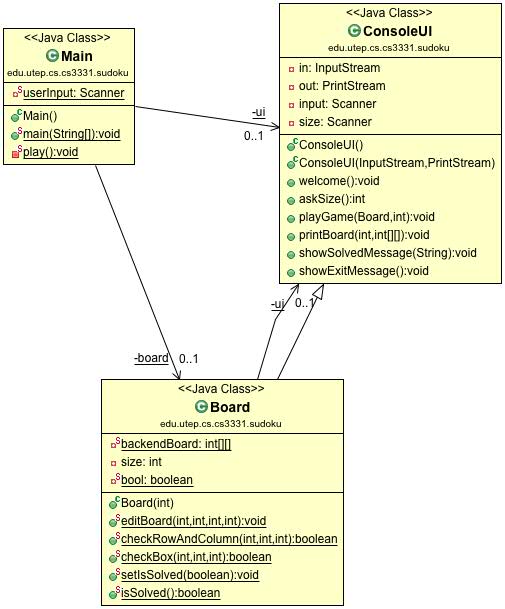 <<Java Class>>
Main
edu.utep.cs.cs3331.sudoku
userInput: Scanner
Main()
main(String[]):void
play():void
<<Java Class>>
ConsoleUI
edu.utep.cs.cs3331.sudoku
in: InputStream
out: PrintStream
input: Scanner
size: Scanner
ConsoleUI()
ConsoleUI(InputStream,PrintStream)
welcome():void
askSize():int
playGame(Board,int):void
printBoard(int,int[][]):void
showSolvedMessage(String):void
showExitMessage():void
-ui
0..1
-ui
0..1
-board
0..1
<<Java Class>>
Board
edu.utep.cs.cs3331.sudoku
backendBoard: int[][]
size: int
bool: boolean
Board(int)
editBoard(int,int,int,int):void
checkRowAndColumn(int,int,int):boolean
checkBox(int,int,int):boolean
setIsSolved(boolean):void
isSolved():boolean